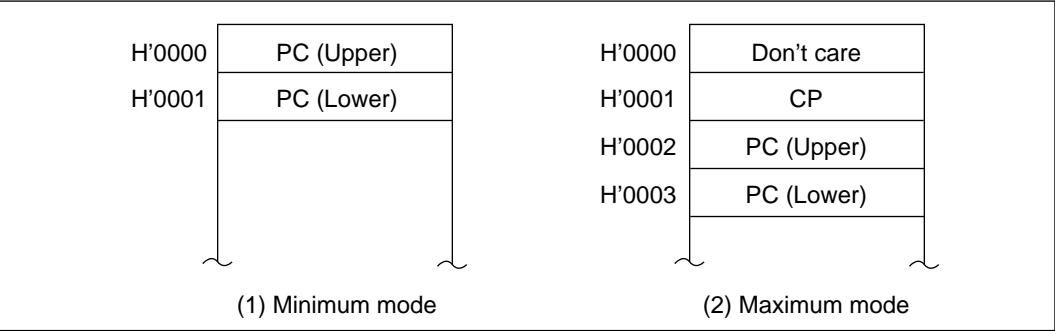 H’0000 PC (Upper) H’0000 Don’t care
H’0001 PC (Lower) H’0001 CP
H’0002 PC (Upper)
H’0003 PC (Lower)
(1) Minimum mode (2) Maximum mode